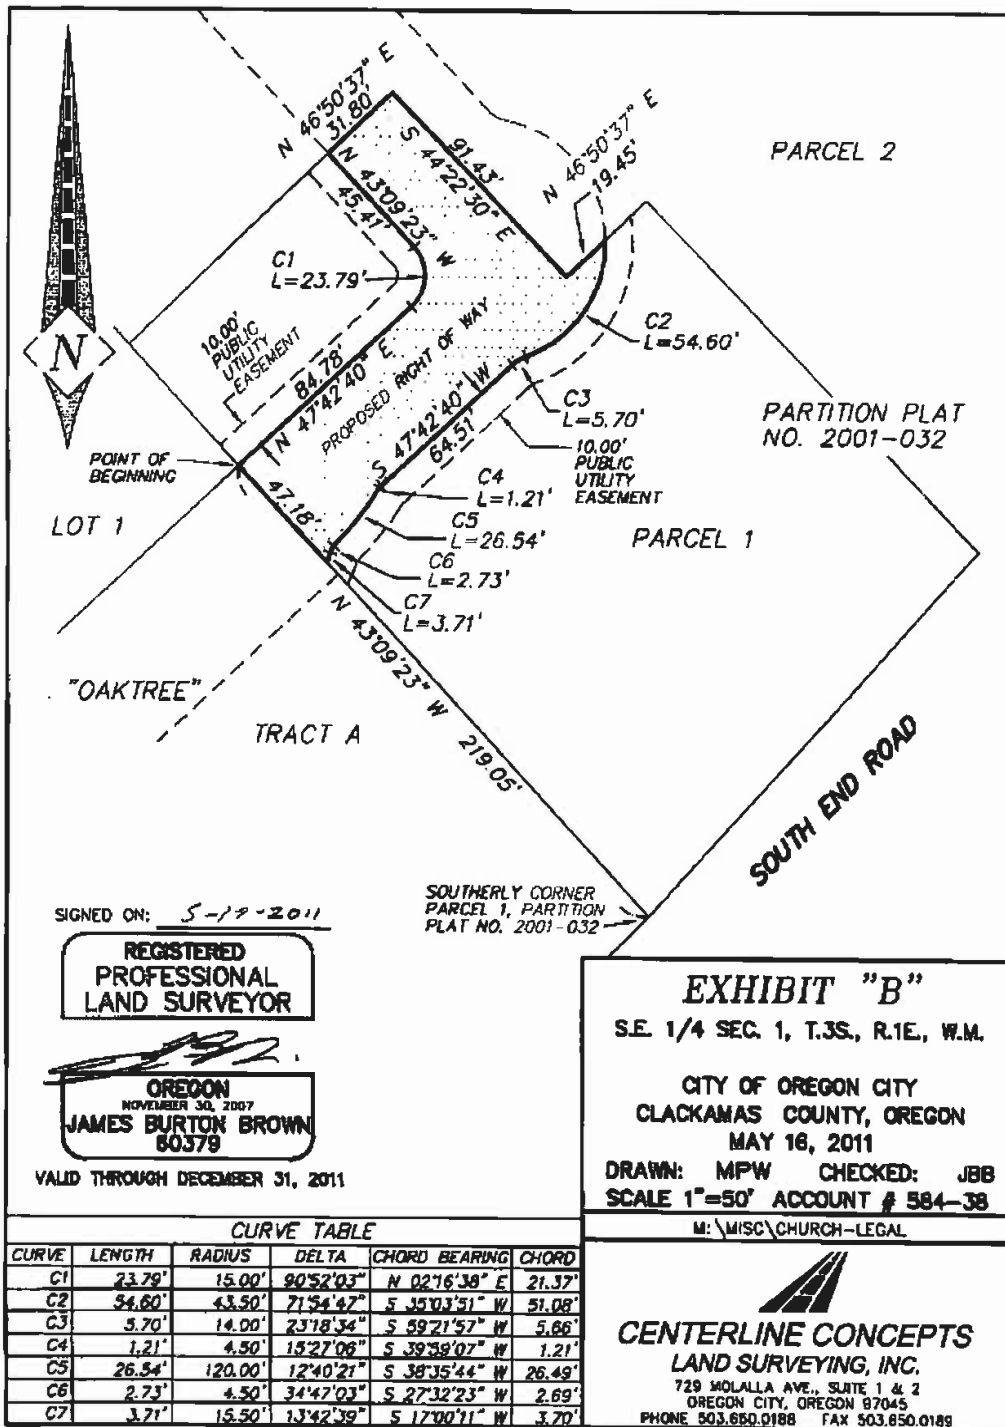 N 46°50'37" E
31.80'
S 44°22'30" E
91.43'
N 46°50'37" E
19.45'
PARCEL 2
N 43°09'23" W
45.41'
C1
L=23.79'
N
10.00'
PUBLIC
UTILITY
EASEMENT
84.78'
N 47°42'40" E
PROPOSED RIGHT OF WAY
C2
L=54.60'
S 47°42'40" W
64.51'
C3
L=5.70'
PARTITION PLAT
NO. 2001-032
POINT OF
BEGINNING
10.00'
PUBLIC
UTILITY
EASEMENT
LOT 1
47.18'
C4
L=1.21'
C5
L=26.54'
PARCEL 1
C6
L=2.73'
C7
L=3.71'
N 43°09'23" W 219.05'
"OAKTREE"
TRACT A
SOUTH END ROAD
SOUTHERLY CORNER
PARCEL 1, PARTITION
PLAT NO. 2001-032
SIGNED ON: 5-19-2011
REGISTERED
PROFESSIONAL
LAND SURVEYOR
OREGON
NOVEMBER 30, 2007
JAMES BURTON BROWN
60379
VALID THROUGH DECEMBER 31, 2011
EXHIBIT "B"
S.E. 1/4 SEC. 1, T.3S., R.1E., W.M.
CITY OF OREGON CITY
CLACKAMAS COUNTY, OREGON
MAY 16, 2011
DRAWN: MPW CHECKED: JBB
SCALE 1"=50' ACCOUNT # 584-38
M:\MISC\CHURCH-LEGAL
CURVE TABLE
CURVE LENGTH RADIUS DELTA CHORD BEARING CHORD
C1 23.79' 15.00' 90°52'03" N 02°16'38" E 21.37'
C2 54.60' 43.50' 71°54'47" S 35°03'51" W 51.08'
C3 5.70' 14.00' 23°18'34" S 59°21'57" W 5.66'
C4 1.21' 4.50' 15°27'06" S 39°59'07" W 1.21'
C5 26.54' 120.00' 12°40'21" S 38°35'44" W 26.49'
C6 2.73' 4.50' 34°47'03" S 27°32'23" W 2.69'
C7 3.71' 15.50' 13°42'39" S 17°00'11" W 3.70'
CENTERLINE CONCEPTS
LAND SURVEYING, INC.
729 MOLALLA AVE., SUITE 1 & 2
OREGON CITY, OREGON 97045
PHONE 503.650.0188 FAX 503.650.0189